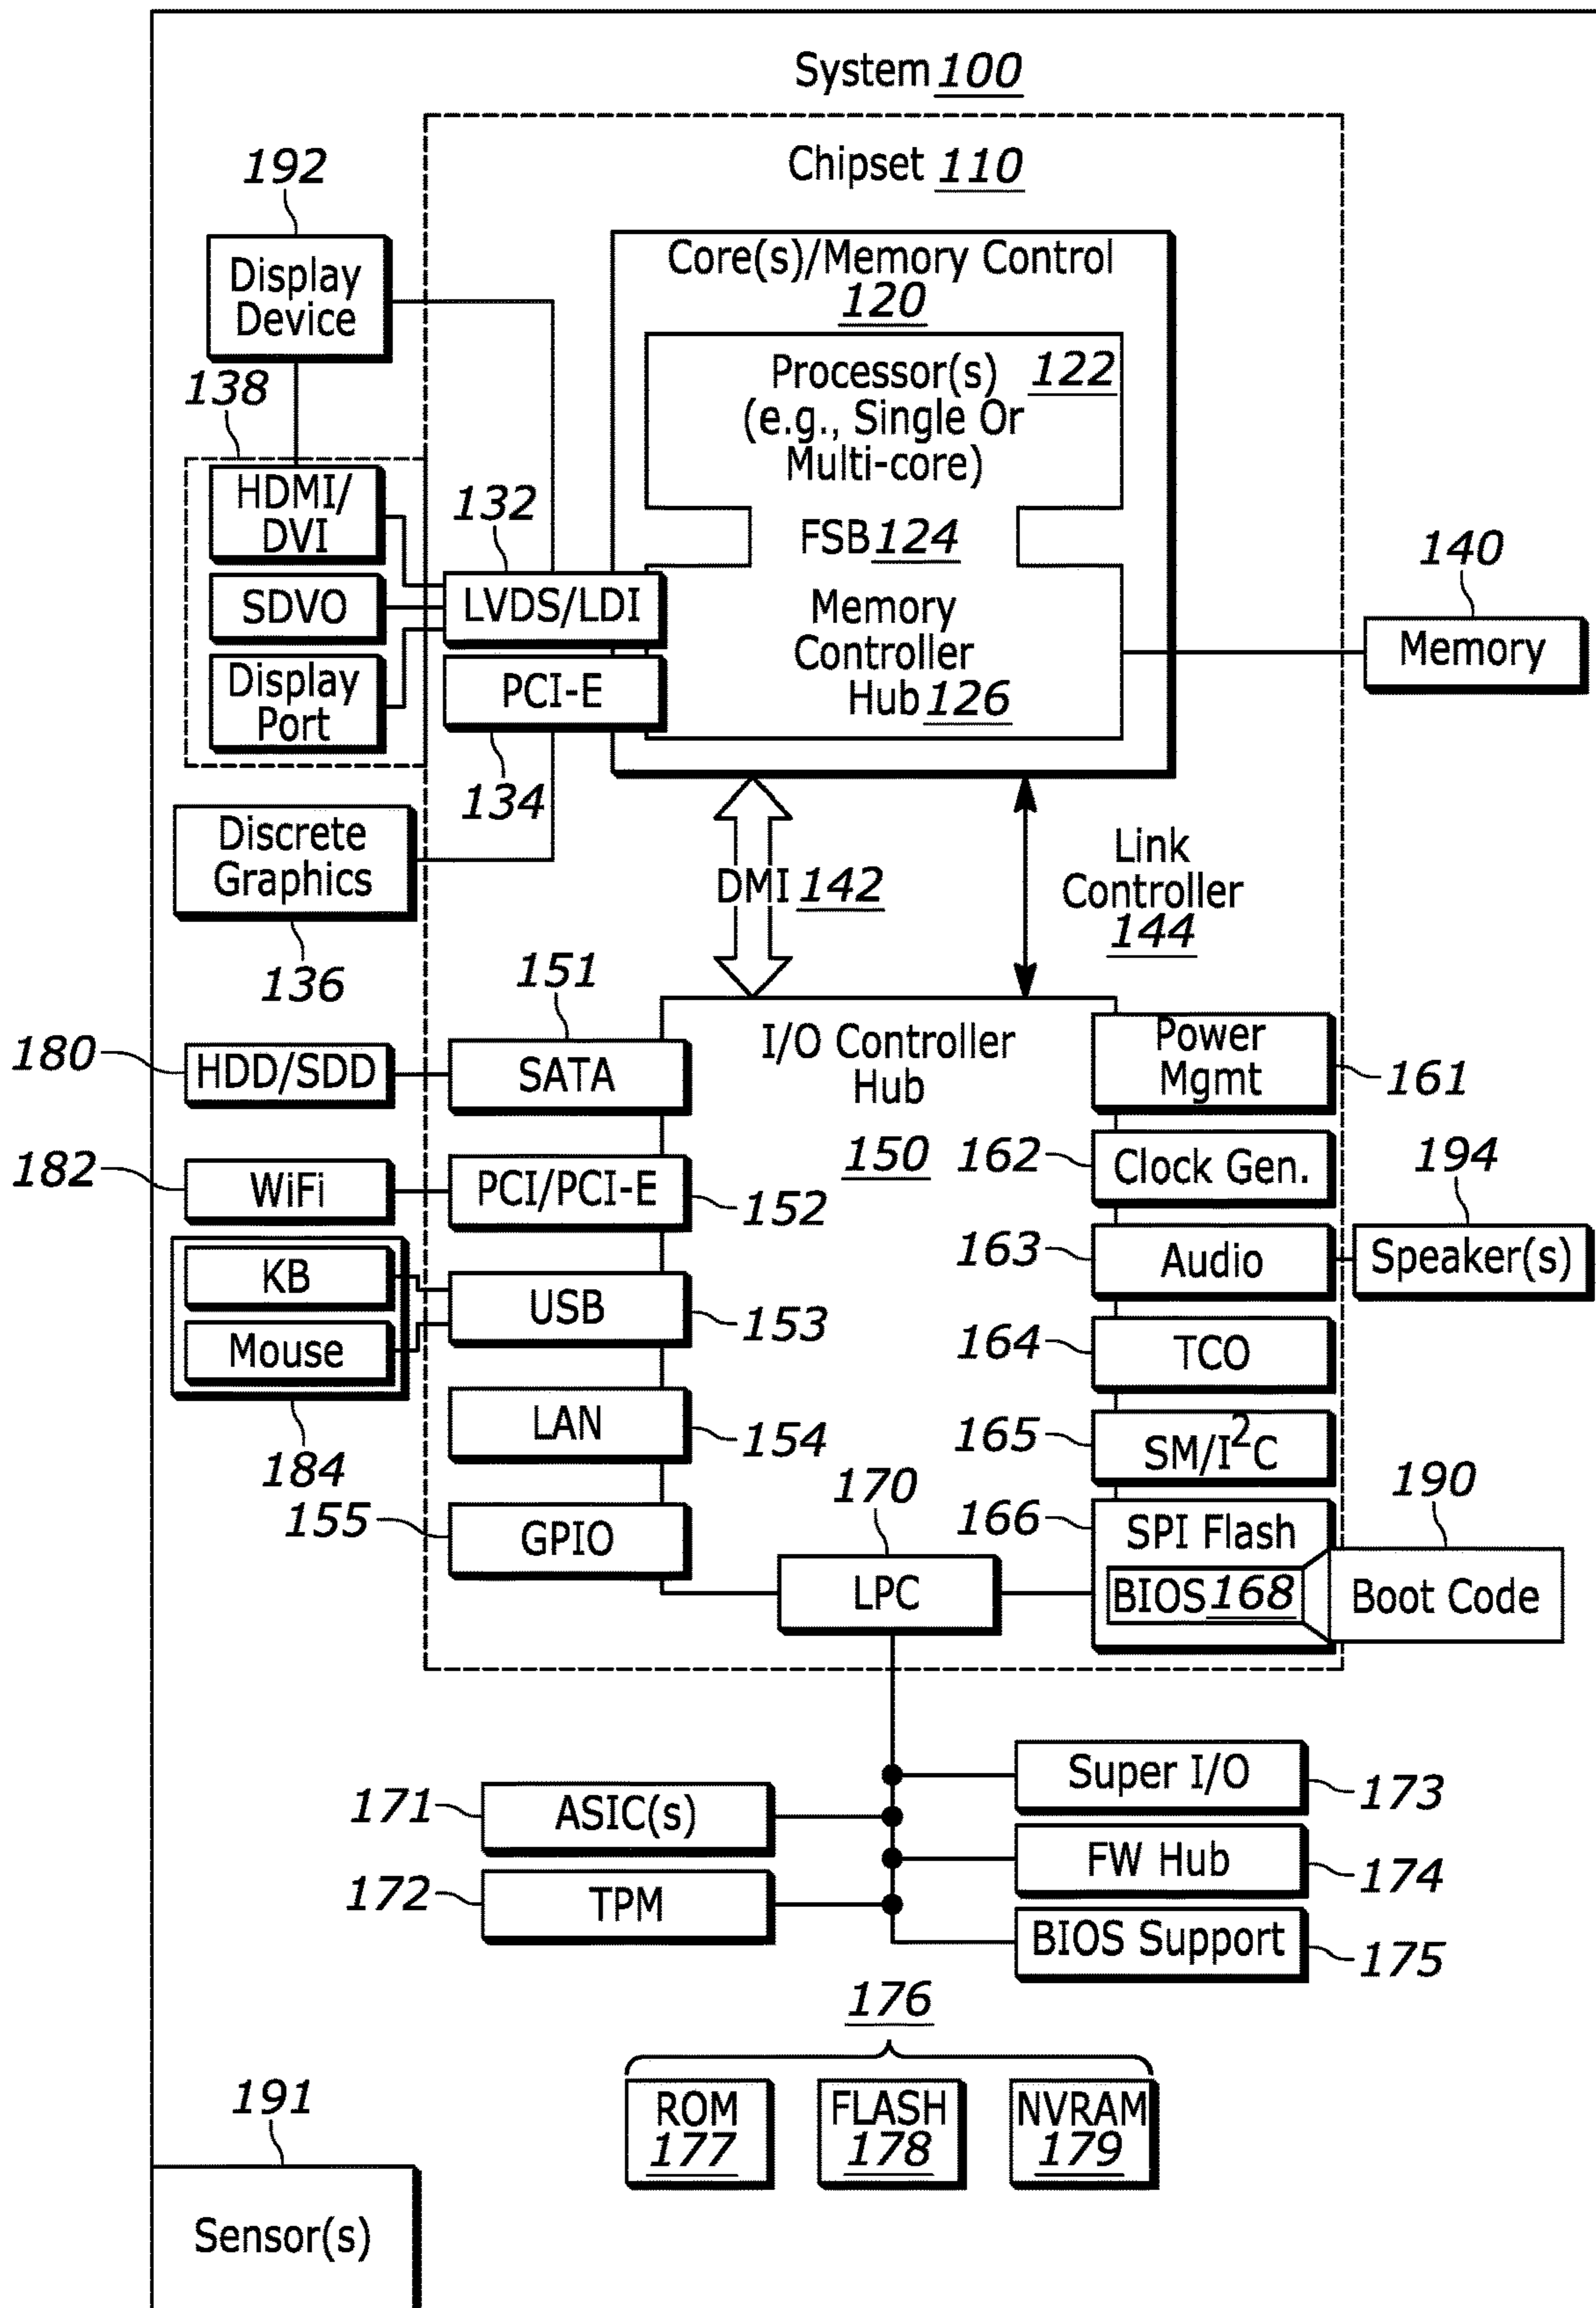 System 100
Chipset 110
192
Display
Device
Core(s)/Memory Control
120
Processor(s) 122
(e.g., Single Or
Multi-core)
138
HDMI/
DVI
SDVO
Display
Port
132
LVDS/LDI
PCI-E
134
FSB 124
Memory
Controller
Hub 126
140
Memory
Discrete
Graphics
136
DMI 142
Link
Controller
144
151
180
HDD/SDD
SATA
I/O Controller
Hub
150
Power
Mgmt
161
182
WiFi
PCI/PCI-E
152
162
Clock Gen.
194
KB
Mouse
184
USB
153
163
Audio
Speaker(s)
164
TCO
LAN
154
165
SM/I²C
155
GPIO
170
LPC
166
SPI Flash
BIOS 168
190
Boot Code
171
ASIC(s)
172
TPM
Super I/O
173
FW Hub
174
BIOS Support
175
176
ROM
177
FLASH
178
NVRAM
179
191
Sensor(s)